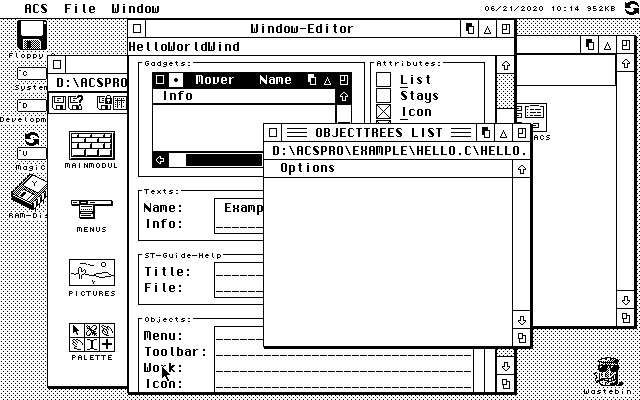 ACS File Window 06/21/2020 10:14 952KB
Window-Editor
HelloWorldWind
Floppy
Gadgets:
Attributes:
Mover Name
List
C
Info
Stays
System
D:\ACSPRO
Icon
D
OBJECTTREES LIST
ACS
D:\ACSPRO\EXAMPLE\HELLO.C\HELLO.
Options
MAINMODUL
U
Magic
Texts:
Name: Examp
Info:
RAM-Dis
MENUS
ST-Guide-Help
Title:
File:
PICTURES
Objects:
Menu:
Toolbar:
PALETTE
Work:
Icon:
Wastebin